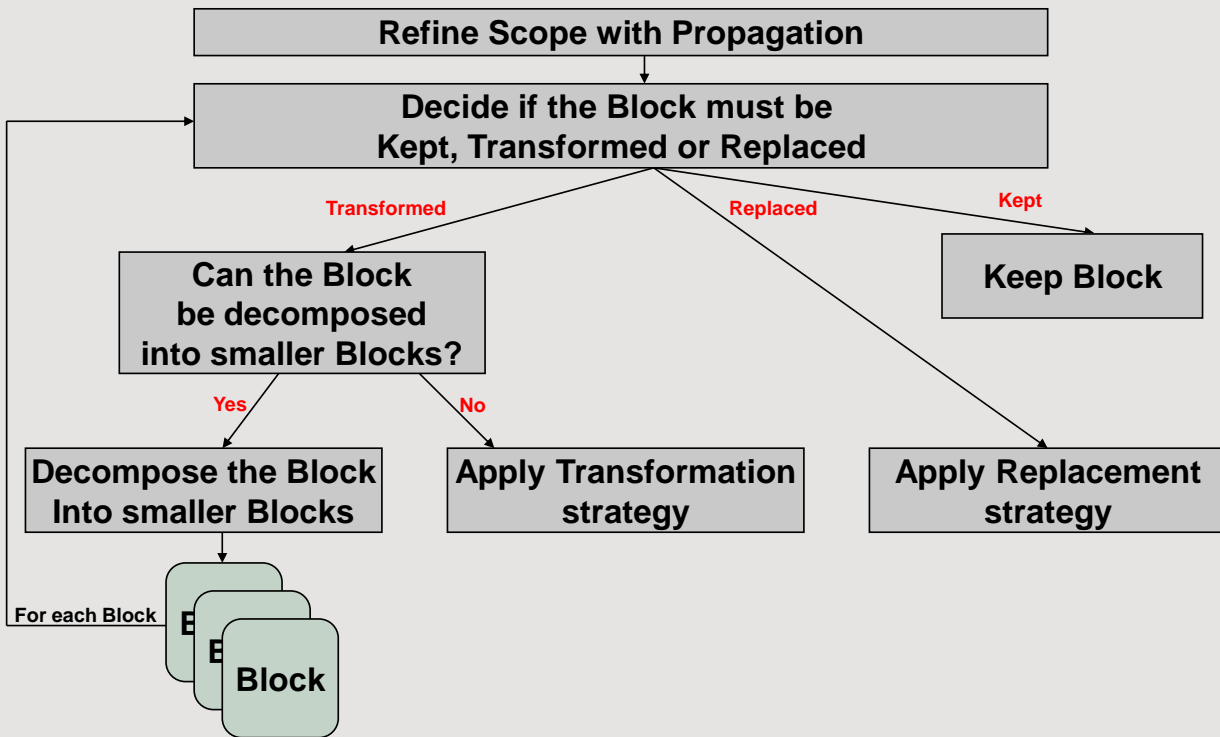 Refine Scope with Propagation
Decide if the Block must be
Kept, Transformed or Replaced
Transformed
Replaced
Kept
Can the Block
be decomposed
into smaller Blocks?
Keep Block
Yes
No
Decompose the Block
Into smaller Blocks
Apply Transformation
strategy
Apply Replacement
strategy
For each Block
B
B
Block